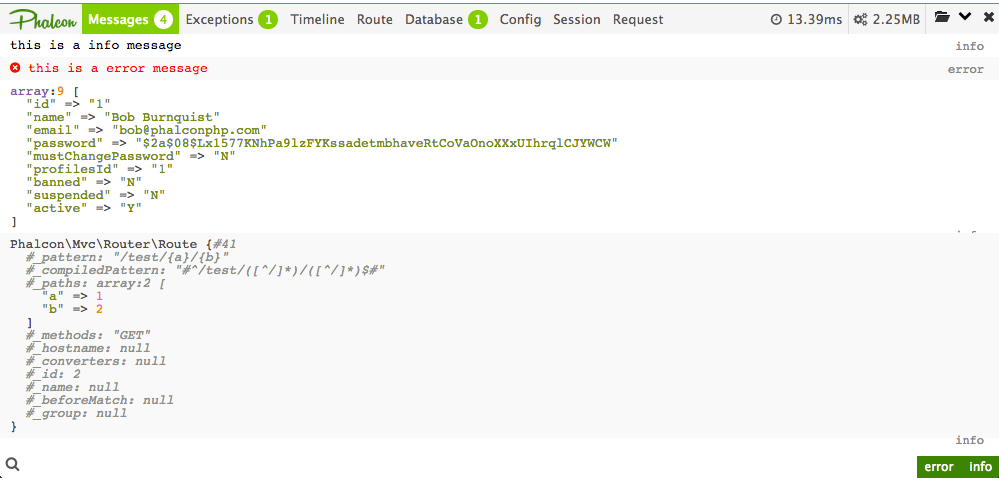 Phalcon Messages 4 Exceptions 1 Timeline Route Database 1 Config Session Request 13.39ms 2.25MB
this is a info message info
this is a error message error
array:9 [
"id" => "1"
"name" => "Bob Burnquist"
"email" => "bob@phalconphp.com"
"password" => "$2a$08$Lx1577KNhPa9lzFYKssadetmbhaveRtCoVaOnoXXxUIhrqlCJYWCW"
"mustChangePassword" => "N"
"profilesId" => "1"
"banned" => "N"
"suspended" => "N"
"active" => "Y"
]
Phalcon\Mvc\Router\Route {#41
#_pattern: "/test/{a}/{b}"
#_compiledPattern: "#^/test/([^/]*)/([^/]*)$#"
#_paths: array:2 [
"a" => 1
"b" => 2
]
#_methods: "GET"
#_hostname: null
#_converters: null
#_id: 2
#_name: null
#_beforeMatch: null
#_group: null
}
info
error info